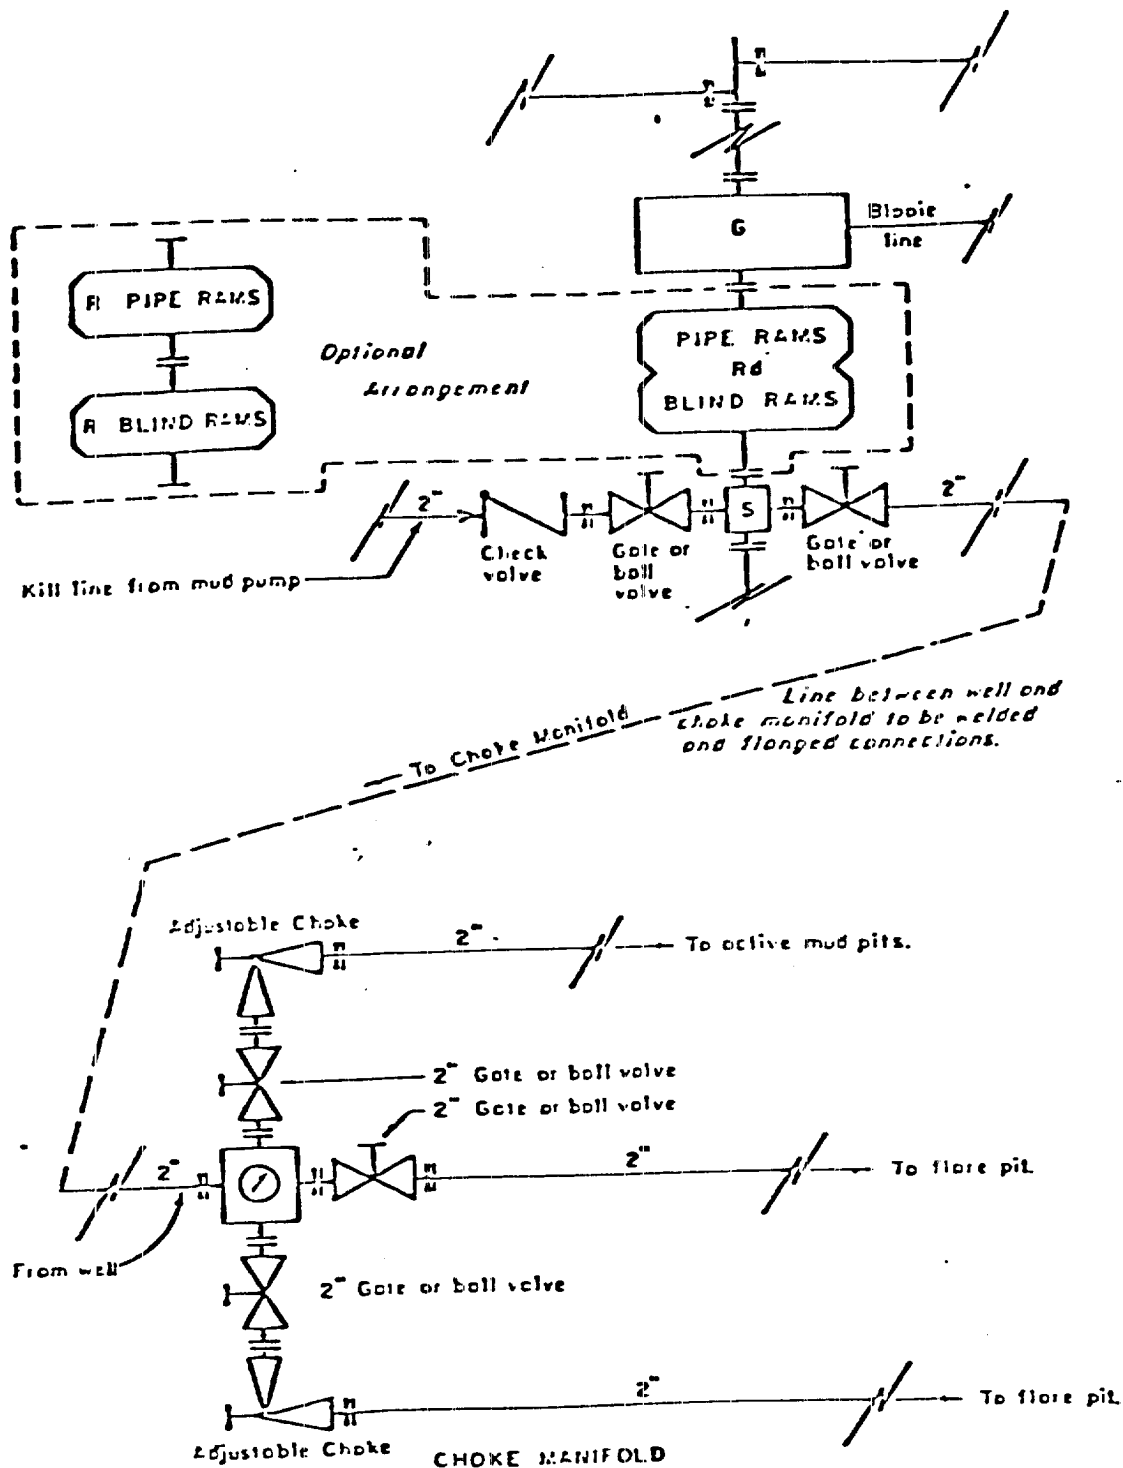 G
Blooie
line
R PIPE RAMS
R BLIND RAMS
Optional
Arrangement
PIPE RAMS
Rd
BLIND RAMS
2"
Check
valve
Gate or
ball
valve
S
Gate or
ball valve
2"
Kill line from mud pump
Line between well and
choke manifold to be welded
and flanged connections.
To Choke Manifold
Adjustable Choke
2"
To active mud pits.
2" Gate or ball valve
2" Gate or ball valve
2"
2"
To flare pit.
From well
2" Gate or ball valve
2"
To flare pit.
Adjustable Choke
CHOKE MANIFOLD